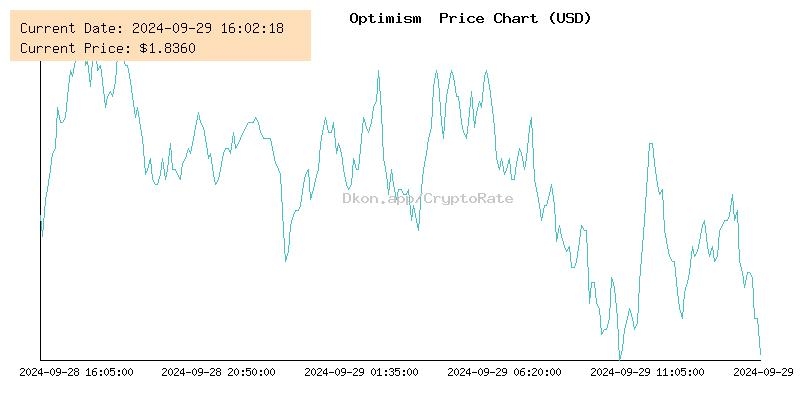 Optimism Price Chart (USD)
Current Date: 2024-09-29 16:02:18
Current Price: $1.8360
Dkon.app/CryptoRate
2024-09-28 16:05:00 2024-09-28 20:50:00 2024-09-29 01:35:00 2024-09-29 06:20:00 2024-09-29 11:05:00 2024-09-29